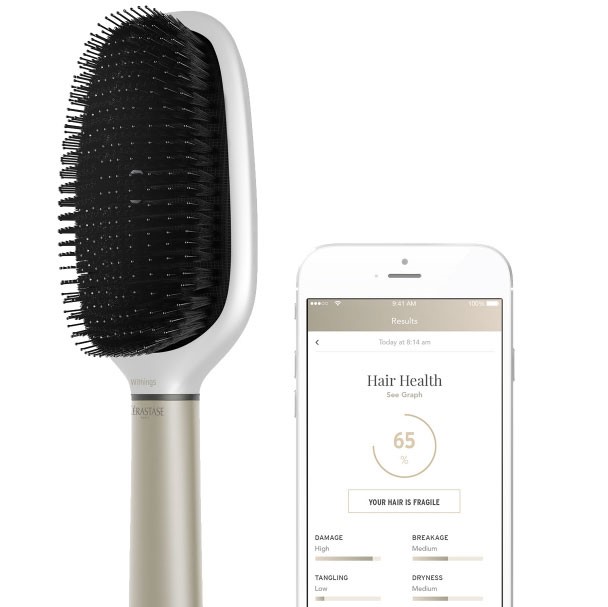 Withings
ÉRASTASE
9:41 AM 100%
Results
Today at 8:14 am
Hair Health
See Graph
65
%
YOUR HAIR IS FRAGILE
DAMAGE BREAKAGE
High Medium
TANGLING DRYNESS
Low Medium